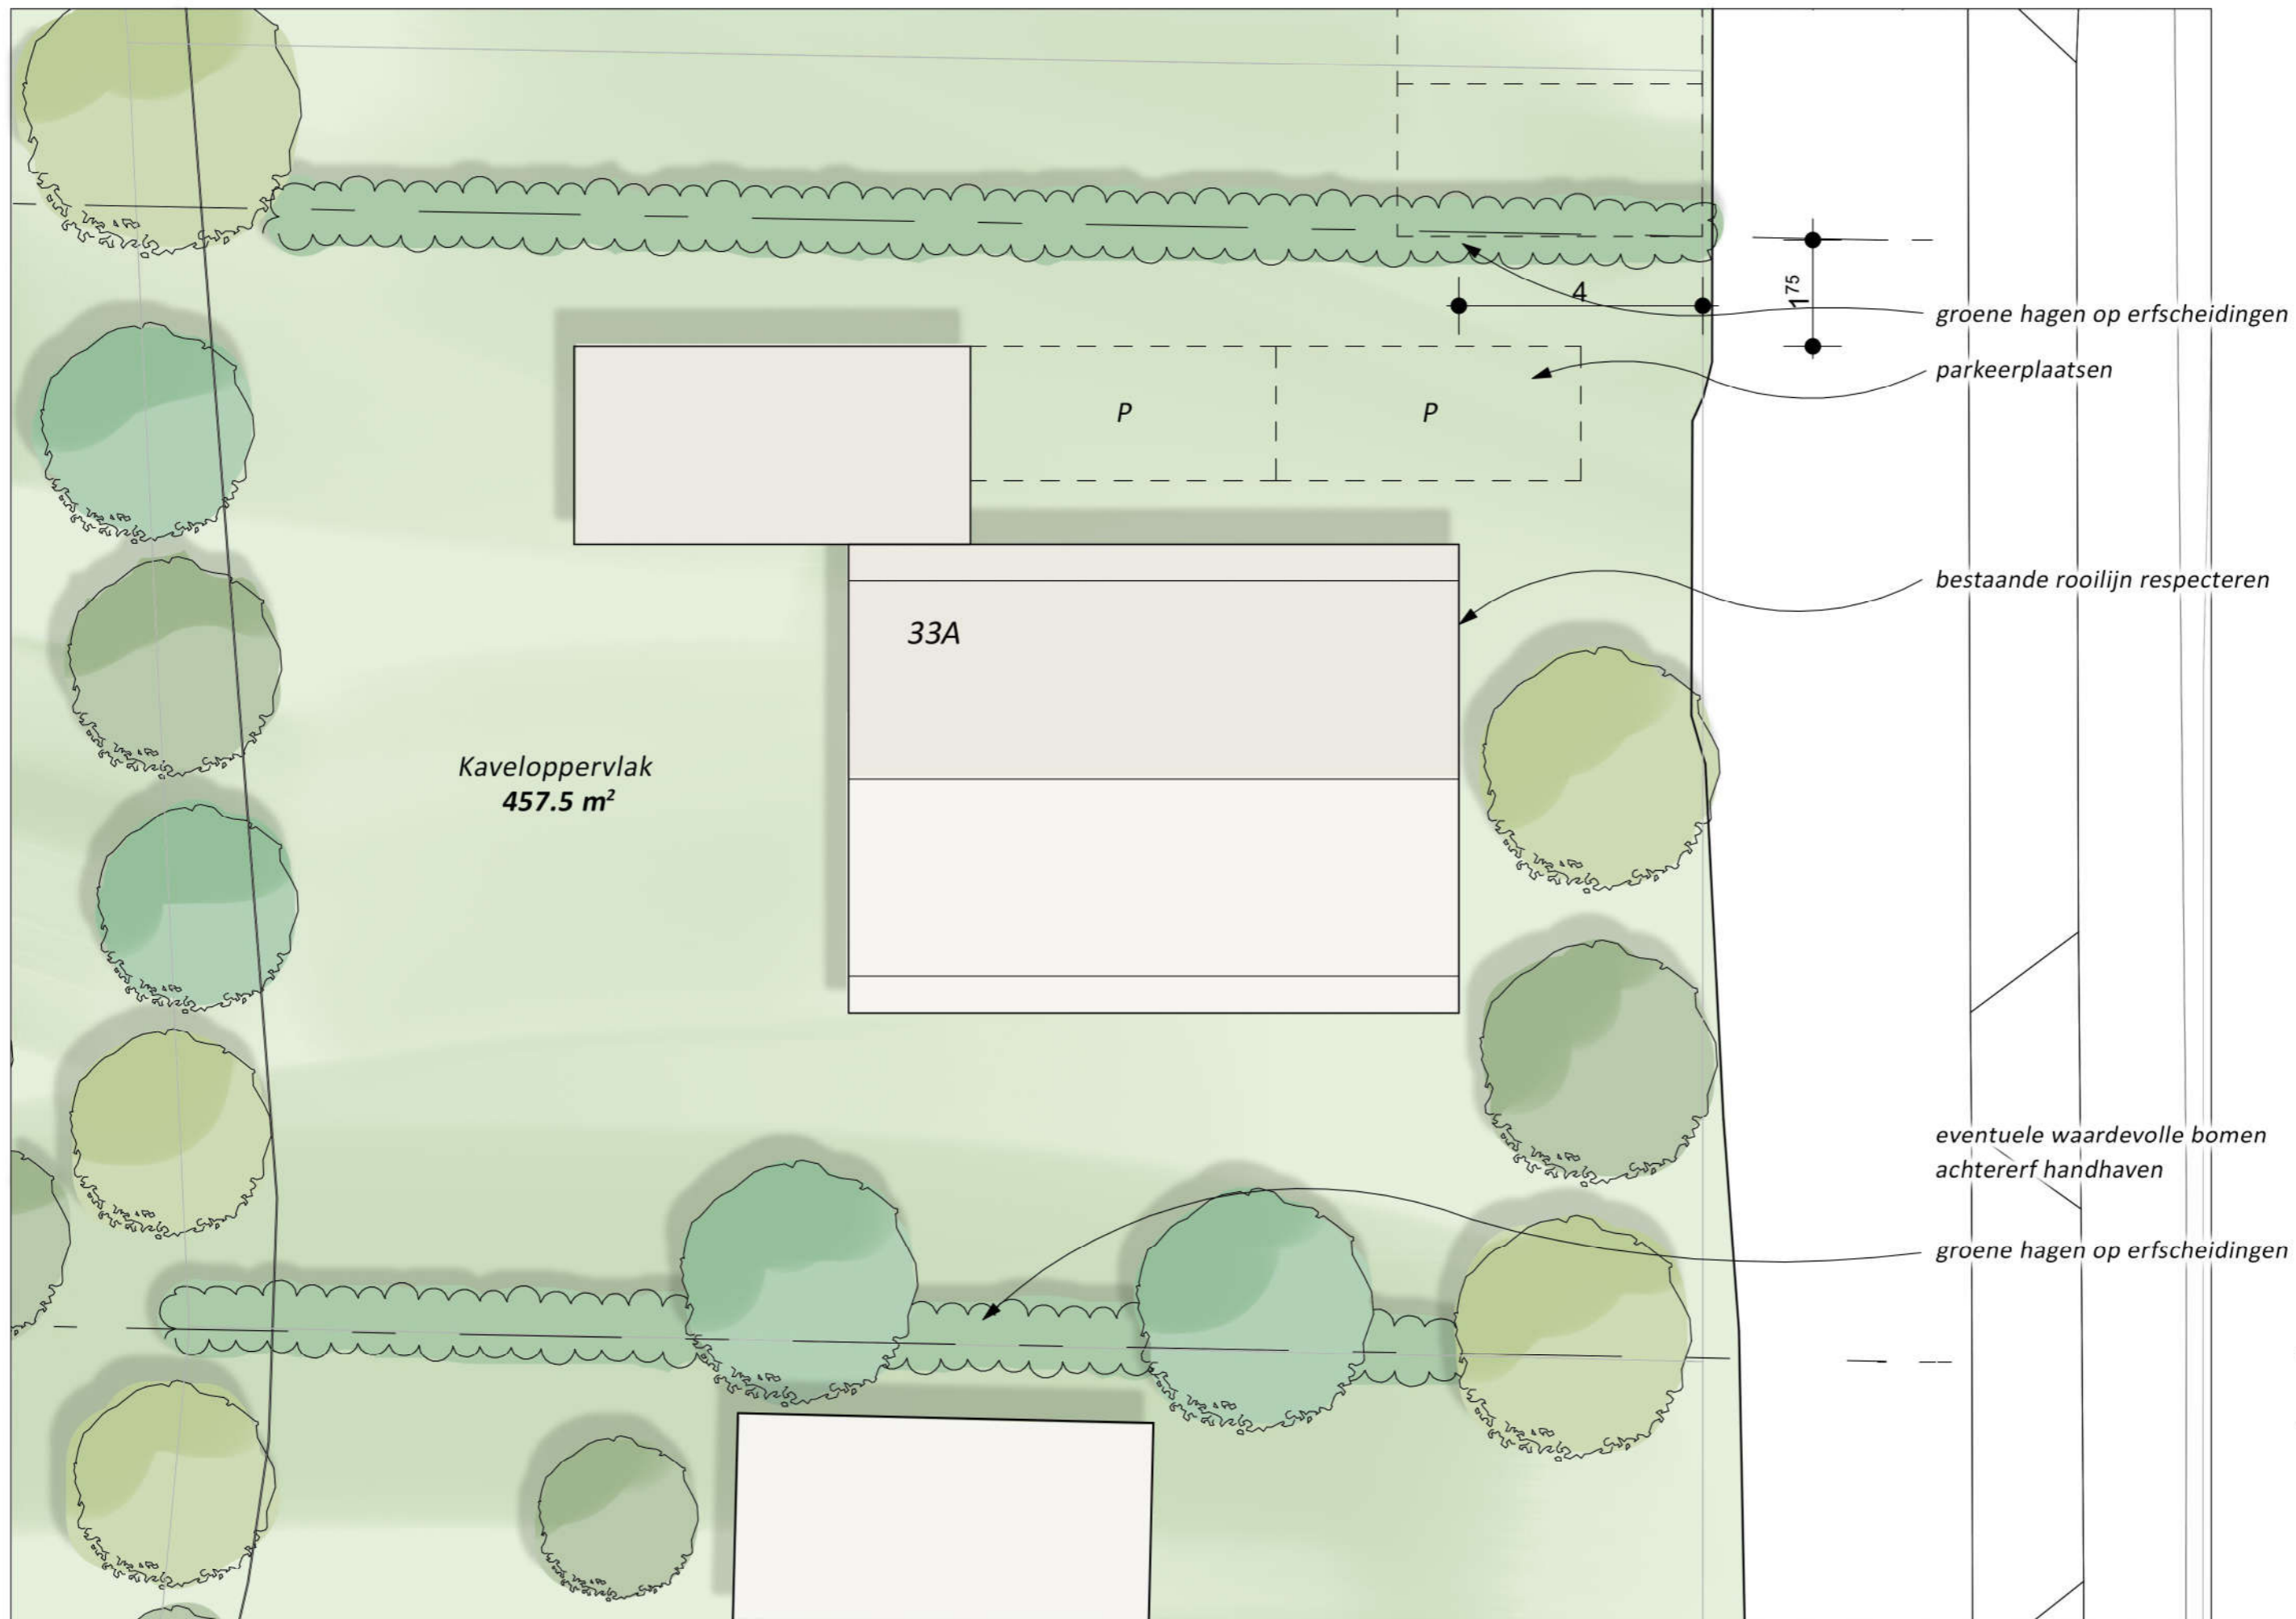 4
1⁷⁵
groene hagen op erfscheidingen
parkeerplaatsen
P
P
bestaande rooilijn respecteren
33A
Kaveloppervlak
457.5 m²
eventuele waardevolle bomen
achtererf handhaven
groene hagen op erfscheidingen